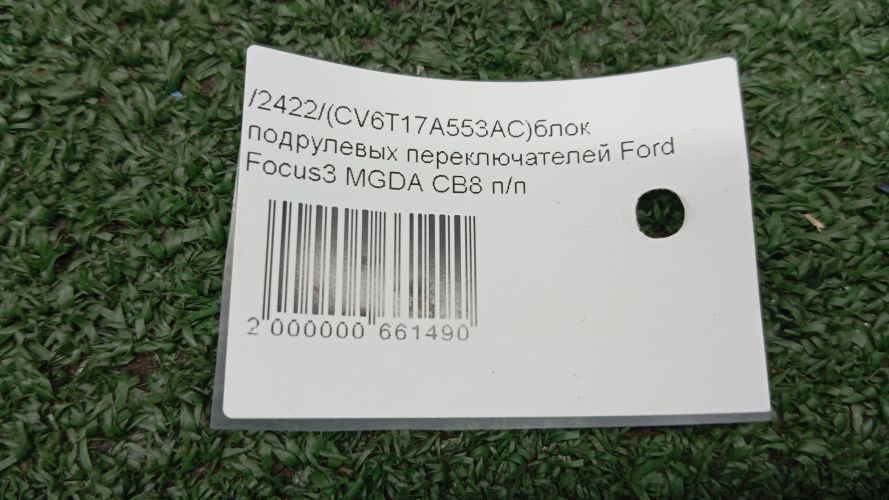 /2422/(CV6T17A553AC)блок
подрулевых переключателей Ford
Focus3 MGDA CB8 п/п
2 000000 661490